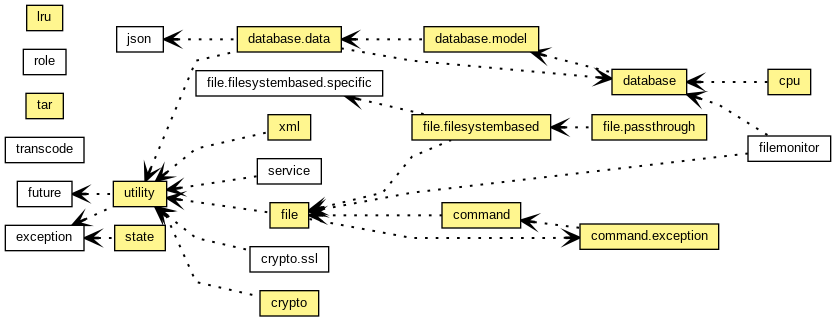 lru
role
tar
transcode
future
exception
json
utility
state
database.data
file.filesystembased.specific
xml
service
file
crypto.ssl
crypto
database.model
file.filesystembased
command
database
file.passthrough
command.exception
cpu
filemonitor